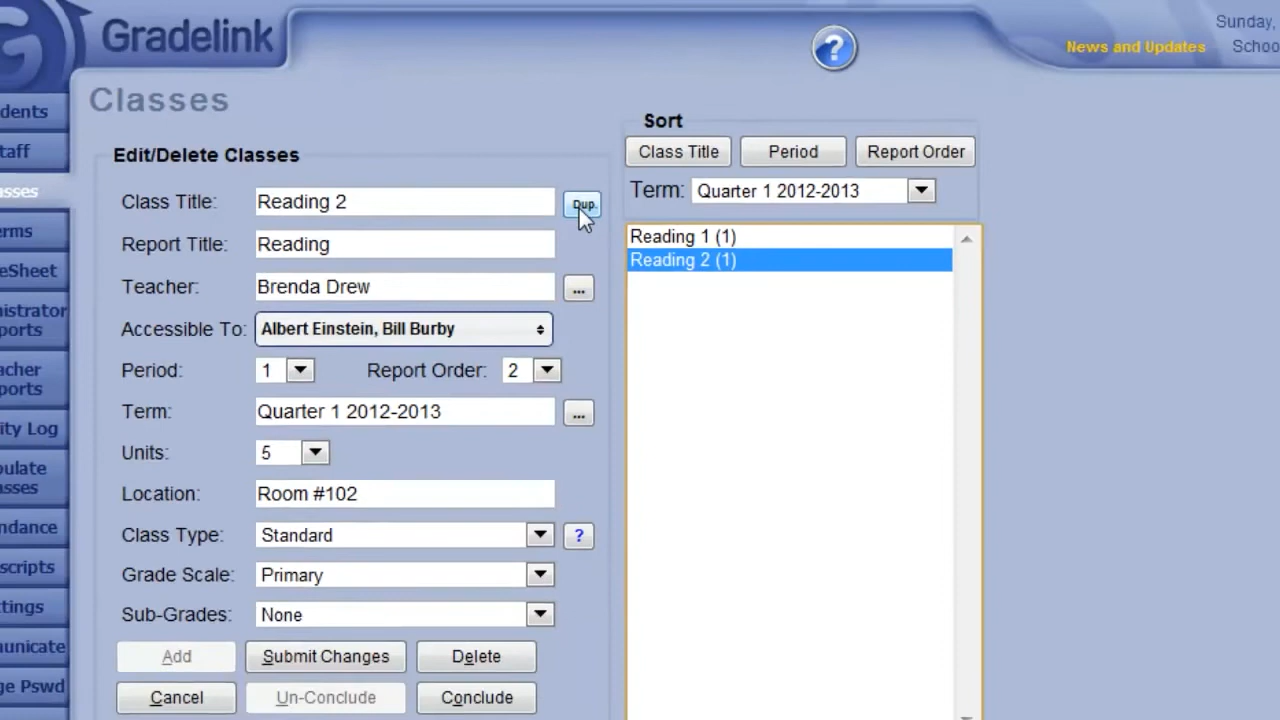 Gradelink
Sunday,
News and Updates
Schoo
?
dents
taff
sses
erms
eSheet
nistrator
ports
acher
ports
ity Log
pulate
asses
ndance
scripts
ttings
nunicate
ge Pswd
Classes
Edit/Delete Classes
Class Title: Reading 2 Dup.
Report Title: Reading
Teacher: Brenda Drew ...
Accessible To: Albert Einstein, Bill Burby
Period: 1 Report Order: 2
Term: Quarter 1 2012-2013 ...
Units: 5
Location: Room #102
Class Type: Standard ?
Grade Scale: Primary
Sub-Grades: None
Add Submit Changes Delete
Cancel Un-Conclude Conclude
Sort
Class Title Period Report Order
Term: Quarter 1 2012-2013
Reading 1 (1)
Reading 2 (1)